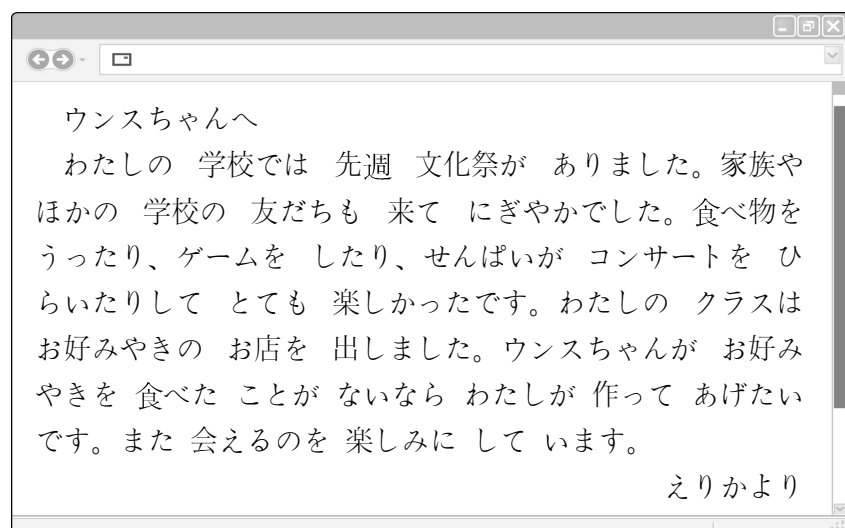 ウンスちゃんへ
わたしの 学校では 先週 文化祭が ありました。家族や
ほかの 学校の 友だちも 来て にぎやかでした。食べ物を
うったり、ゲームを したり、せんぱいが コンサートを ひ
らいたりして とても 楽しかったです。わたしの クラスは
お好みやきの お店を 出しました。ウンスちゃんが お好み
やきを 食べた ことが ないなら わたしが 作って あげたい
です。また 会えるのを 楽しみに して います。
えりかより